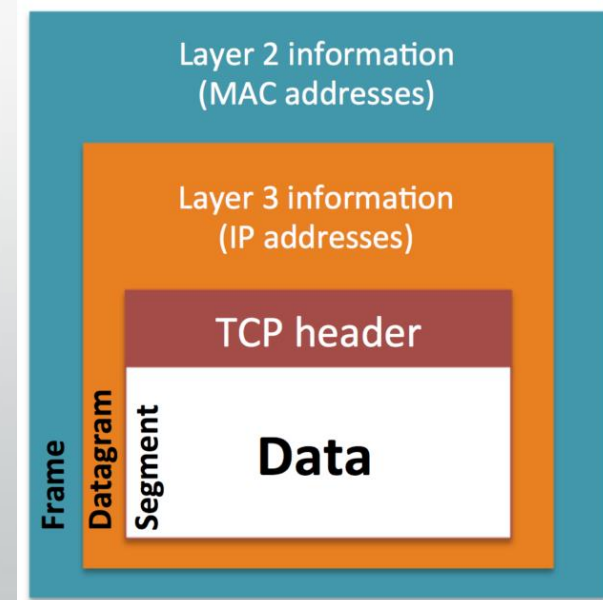 Layer 2 information
(MAC addresses)
Layer 3 information
(IP addresses)
TCP header
Data
Segment
Datagram
Frame